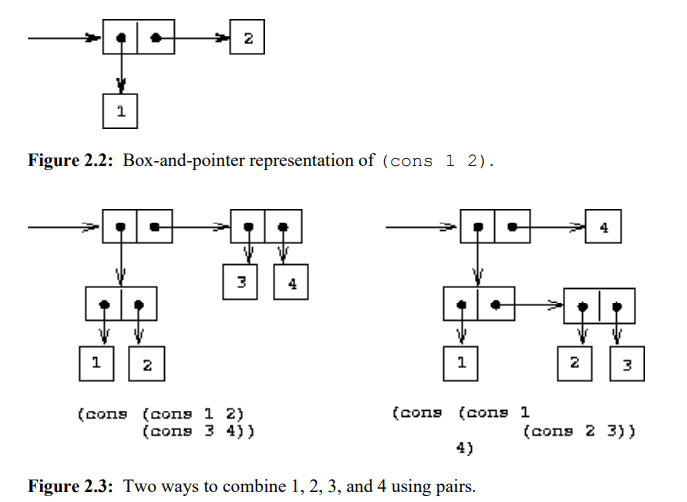 2
1
Figure 2.2: Box-and-pointer representation of (cons 1 2).
3 4
4
1 2
1 2 3
(cons (cons 1 2)
(cons 3 4))
(cons (cons 1
(cons 2 3))
4)
Figure 2.3: Two ways to combine 1, 2, 3, and 4 using pairs.